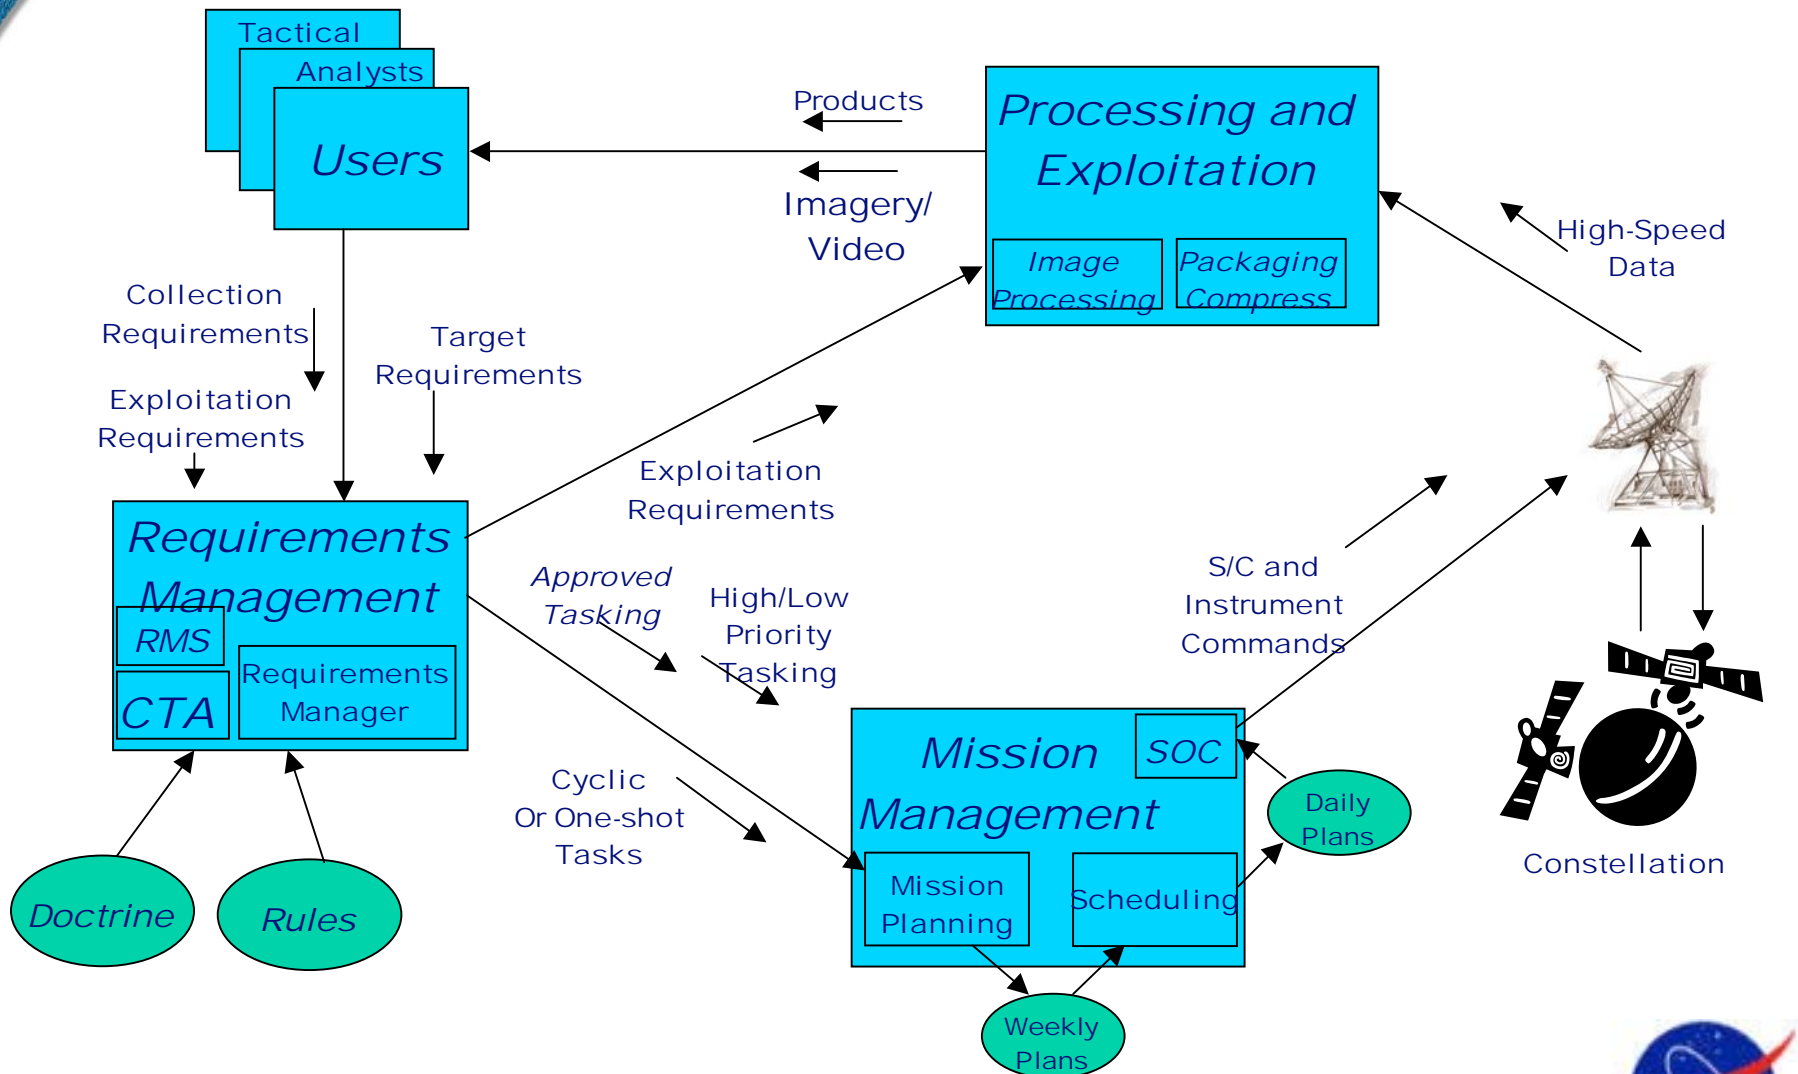 Tactical
Analysts
Users
Products
Imagery/
Video
Processing and
Exploitation
Image
Processing
Packaging
Compress
High-Speed
Data
Collection
Requirements
Target
Requirements
Exploitation
Requirements
Exploitation
Requirements
Requirements
Management
RMS
CTA
Requirements
Manager
Approved
Tasking
High/Low
Priority
Tasking
S/C and
Instrument
Commands
Cyclic
Or One-shot
Tasks
Mission
Management
SOC
Mission
Planning
Scheduling
Daily
Plans
Weekly
Plans
Constellation
Doctrine
Rules